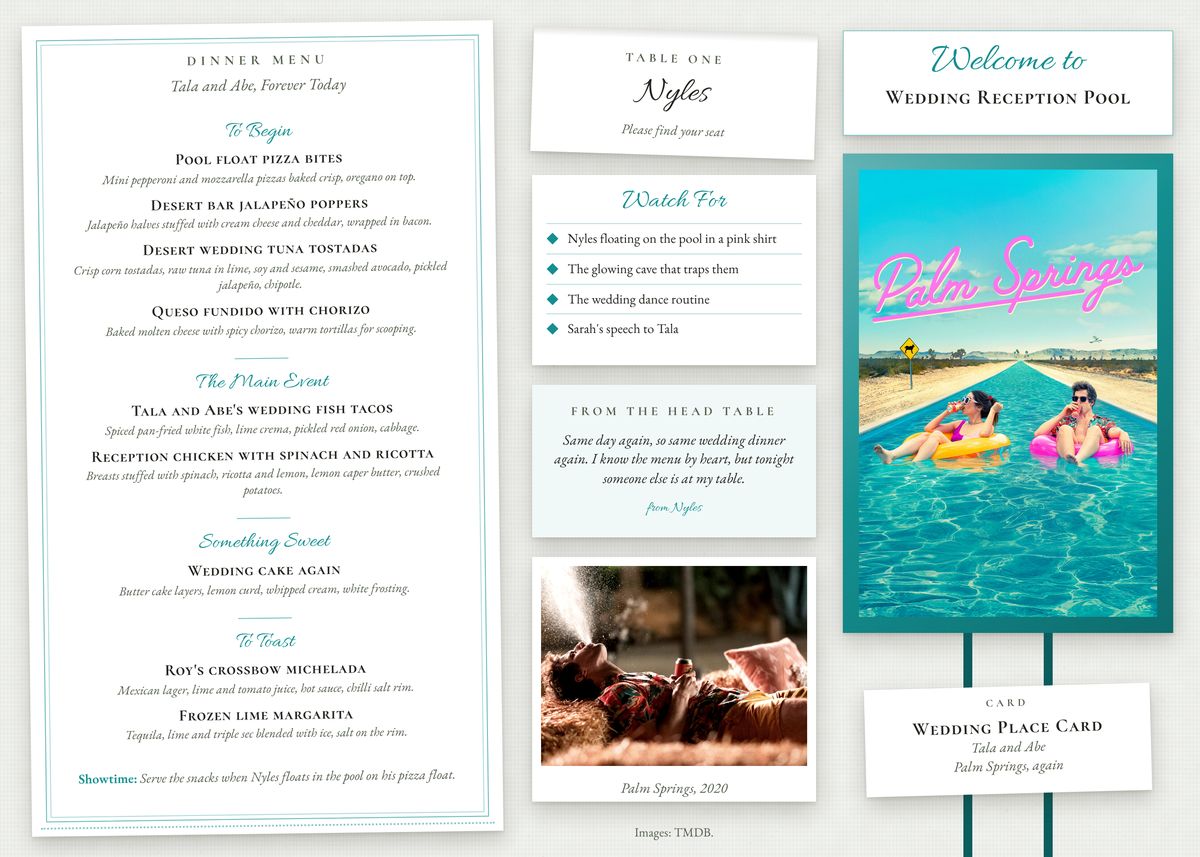 DINNER MENU
Tala and Abe, Forever Today
To Begin
Pool float pizza bites
Mini pepperoni and mozzarella pizzas baked crisp, oregano on top.
Desert bar jalapeño poppers
Jalapeño halves stuffed with cream cheese and cheddar, wrapped in bacon.
Desert wedding tuna tostadas
Crisp corn tostadas, raw tuna in lime, soy and sesame, smashed avocado, pickled
jalapeño, chipotle.
Queso fundido with chorizo
Baked molten cheese with spicy chorizo, warm tortillas for scooping.
The Main Event
Tala and Abe's wedding fish tacos
Spiced pan-fried white fish, lime crema, pickled red onion, cabbage.
Reception chicken with spinach and ricotta
Breasts stuffed with spinach, ricotta and lemon, lemon caper butter, crushed
potatoes.
Something Sweet
Wedding cake again
Butter cake layers, lemon curd, whipped cream, white frosting.
To Toast
Roy's crossbow michelada
Mexican lager, lime and tomato juice, hot sauce, chilli salt rim.
Frozen lime margarita
Tequila, lime and triple sec blended with ice, salt on the rim.
Showtime: Serve the snacks when Nyles floats in the pool on his pizza float.
TABLE ONE
Nyles
Please find your seat
Watch For
Nyles floating on the pool in a pink shirt
The glowing cave that traps them
The wedding dance routine
Sarah's speech to Tala
FROM THE HEAD TABLE
Same day again, so same wedding dinner
again. I know the menu by heart, but tonight
someone else is at my table.
from Nyles
Palm Springs, 2020
Images: TMDB.
Welcome to
Wedding Reception Pool
Palm Springs
CARD
Wedding Place Card
Tala and Abe
Palm Springs, again